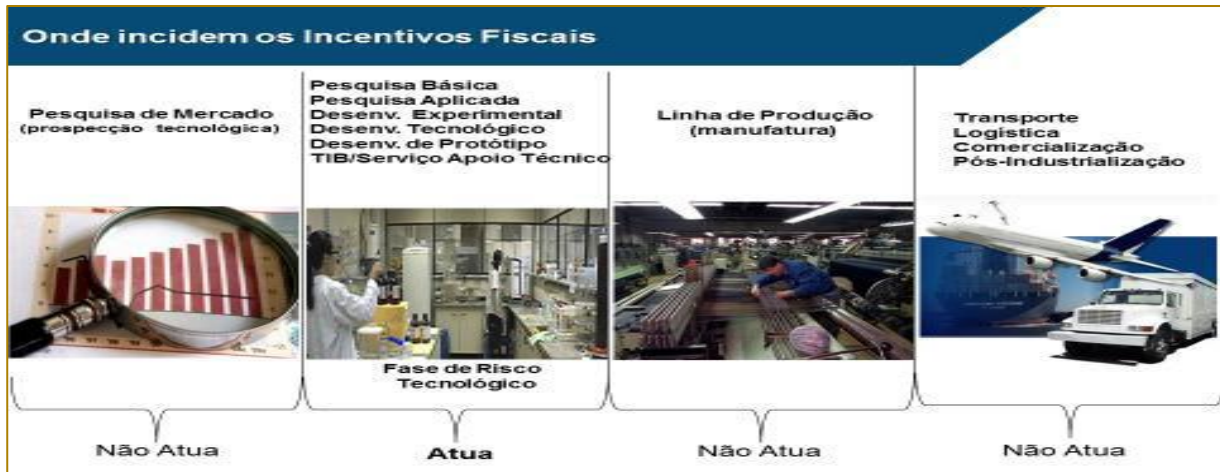 Onde incidem os Incentivos Fiscais
Pesquisa de Mercado
(prospecção tecnológica)
Pesquisa Básica
Pesquisa Aplicada
Desenv. Experimental
Desenv. Tecnológico
Desenv. de Protótipo
TIB/Serviço Apoio Técnico
Linha de Produção
(manufatura)
Transporte
Logística
Comercialização
Pós-Industrialização
Fase de Risco
Tecnológico
Não Atua
Atua
Não Atua
Não Atua